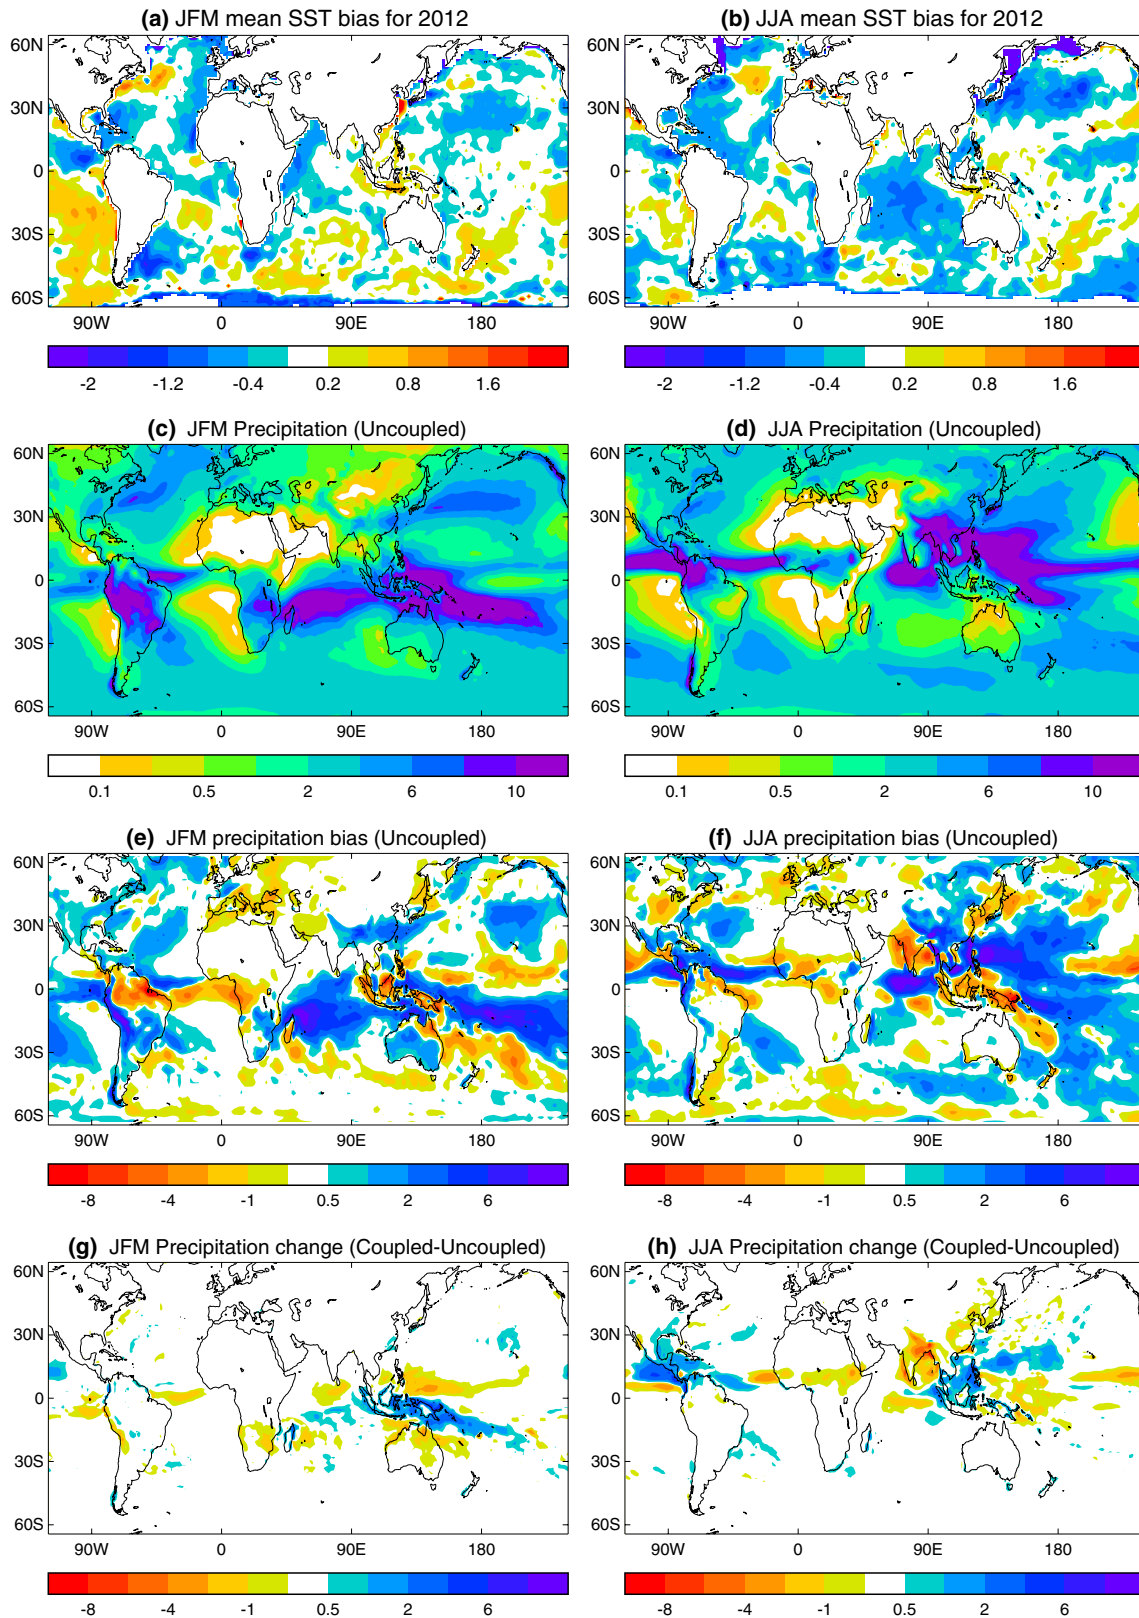 (a) JFM mean SST bias for 2012
60N
30N
0
30S
60S
90W 0 90E 180
-2 -1.2 -0.4 0.2 0.8 1.6
(b) JJA mean SST bias for 2012
60N
30N
0
30S
60S
90W 0 90E 180
-2 -1.2 -0.4 0.2 0.8 1.6
(c) JFM Precipitation (Uncoupled)
60N
30N
0
30S
60S
90W 0 90E 180
0.1 0.5 2 6 10
(d) JJA Precipitation (Uncoupled)
60N
30N
0
30S
60S
90W 0 90E 180
0.1 0.5 2 6 10
(e) JFM precipitation bias (Uncoupled)
60N
30N
0
30S
60S
90W 0 90E 180
-8 -4 -1 0.5 2 6
(f) JJA precipitation bias (Uncoupled)
60N
30N
0
30S
60S
90W 0 90E 180
-8 -4 -1 0.5 2 6
(g) JFM Precipitation change (Coupled-Uncoupled)
60N
30N
0
30S
60S
90W 0 90E 180
-8 -4 -1 0.5 2 6
(h) JJA Precipitation change (Coupled-Uncoupled)
60N
30N
0
30S
60S
90W 0 90E 180
-8 -4 -1 0.5 2 6